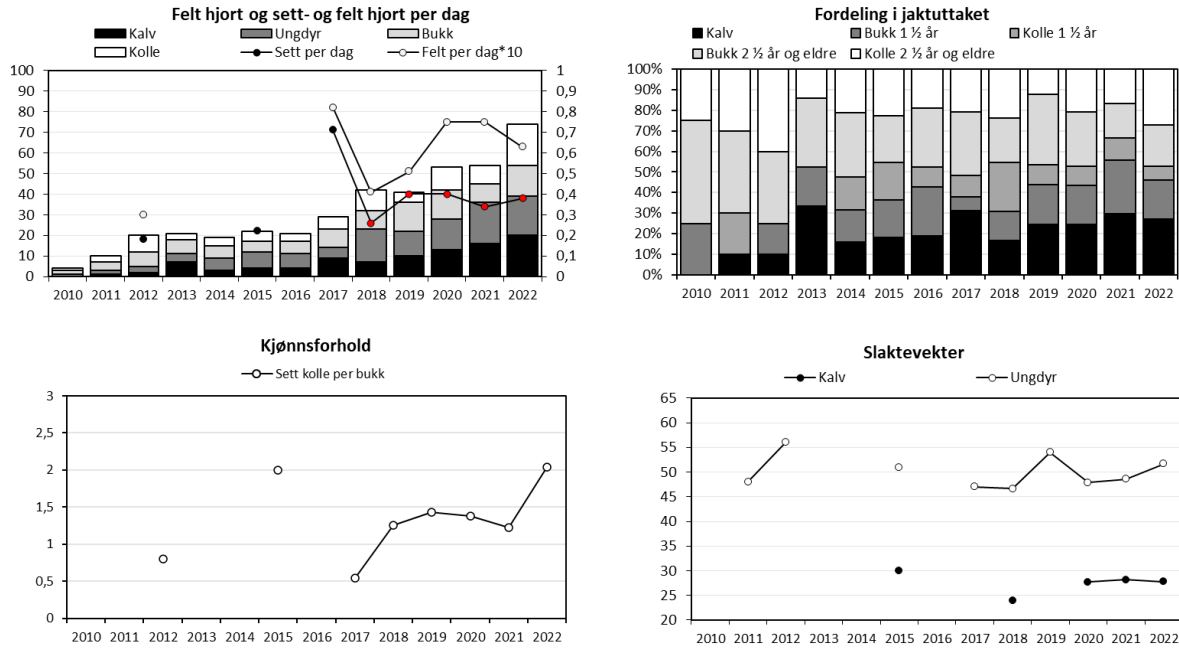 Felt hjort og sett- og felt hjort per dag
Kalv Ungdyr Bukk
Kolle Sett per dag Felt per dag*10
100 1
90 0,9
80 0,8
70 0,7
60 0,6
50 0,5
40 0,4
30 0,3
20 0,2
10 0,1
0 0
2010 2011 2012 2013 2014 2015 2016 2017 2018 2019 2020 2021 2022
Fordeling i jaktuttaket
Kalv Bukk 1 ½ år Kolle 1 ½ år
Bukk 2 ½ år og eldre Kolle 2 ½ år og eldre
100%
90%
80%
70%
60%
50%
40%
30%
20%
10%
0%
2010 2011 2012 2013 2014 2015 2016 2017 2018 2019 2020 2021 2022
Kjønnsforhold
Sett kolle per bukk
3
2,5
2
1,5
1
0,5
0
2010 2011 2012 2013 2014 2015 2016 2017 2018 2019 2020 2021 2022
Slaktevekter
Kalv Ungdyr
65
60
55
50
45
40
35
30
25
20
2010 2011 2012 2013 2014 2015 2016 2017 2018 2019 2020 2021 2022